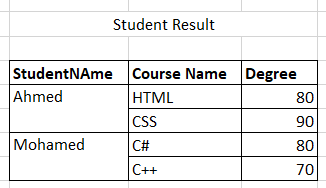 Student Result
StudentNAme Course Name Degree
Ahmed HTML 80
CSS 90
Mohamed C# 80
C++ 70